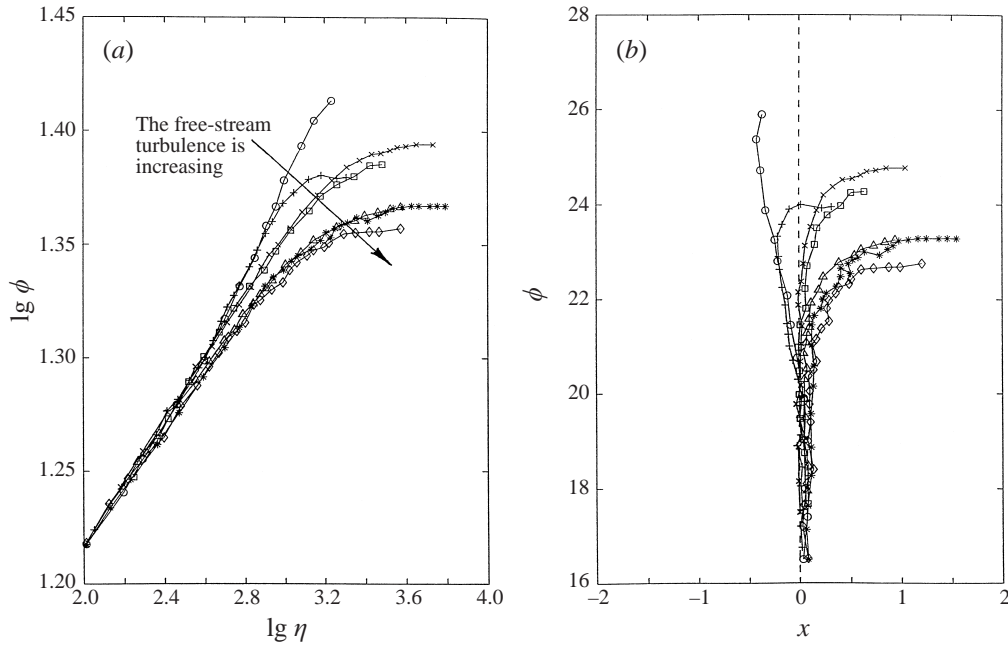 (a)
1.45
1.40
1.35
1.30
1.25
1.20
lg ϕ
The free-stream
turbulence is
increasing
2.0 2.4 2.8 3.2 3.6 4.0
lg η
(b)
28
26
24
22
20
18
16
ϕ
−2 −1 0 1 2
x